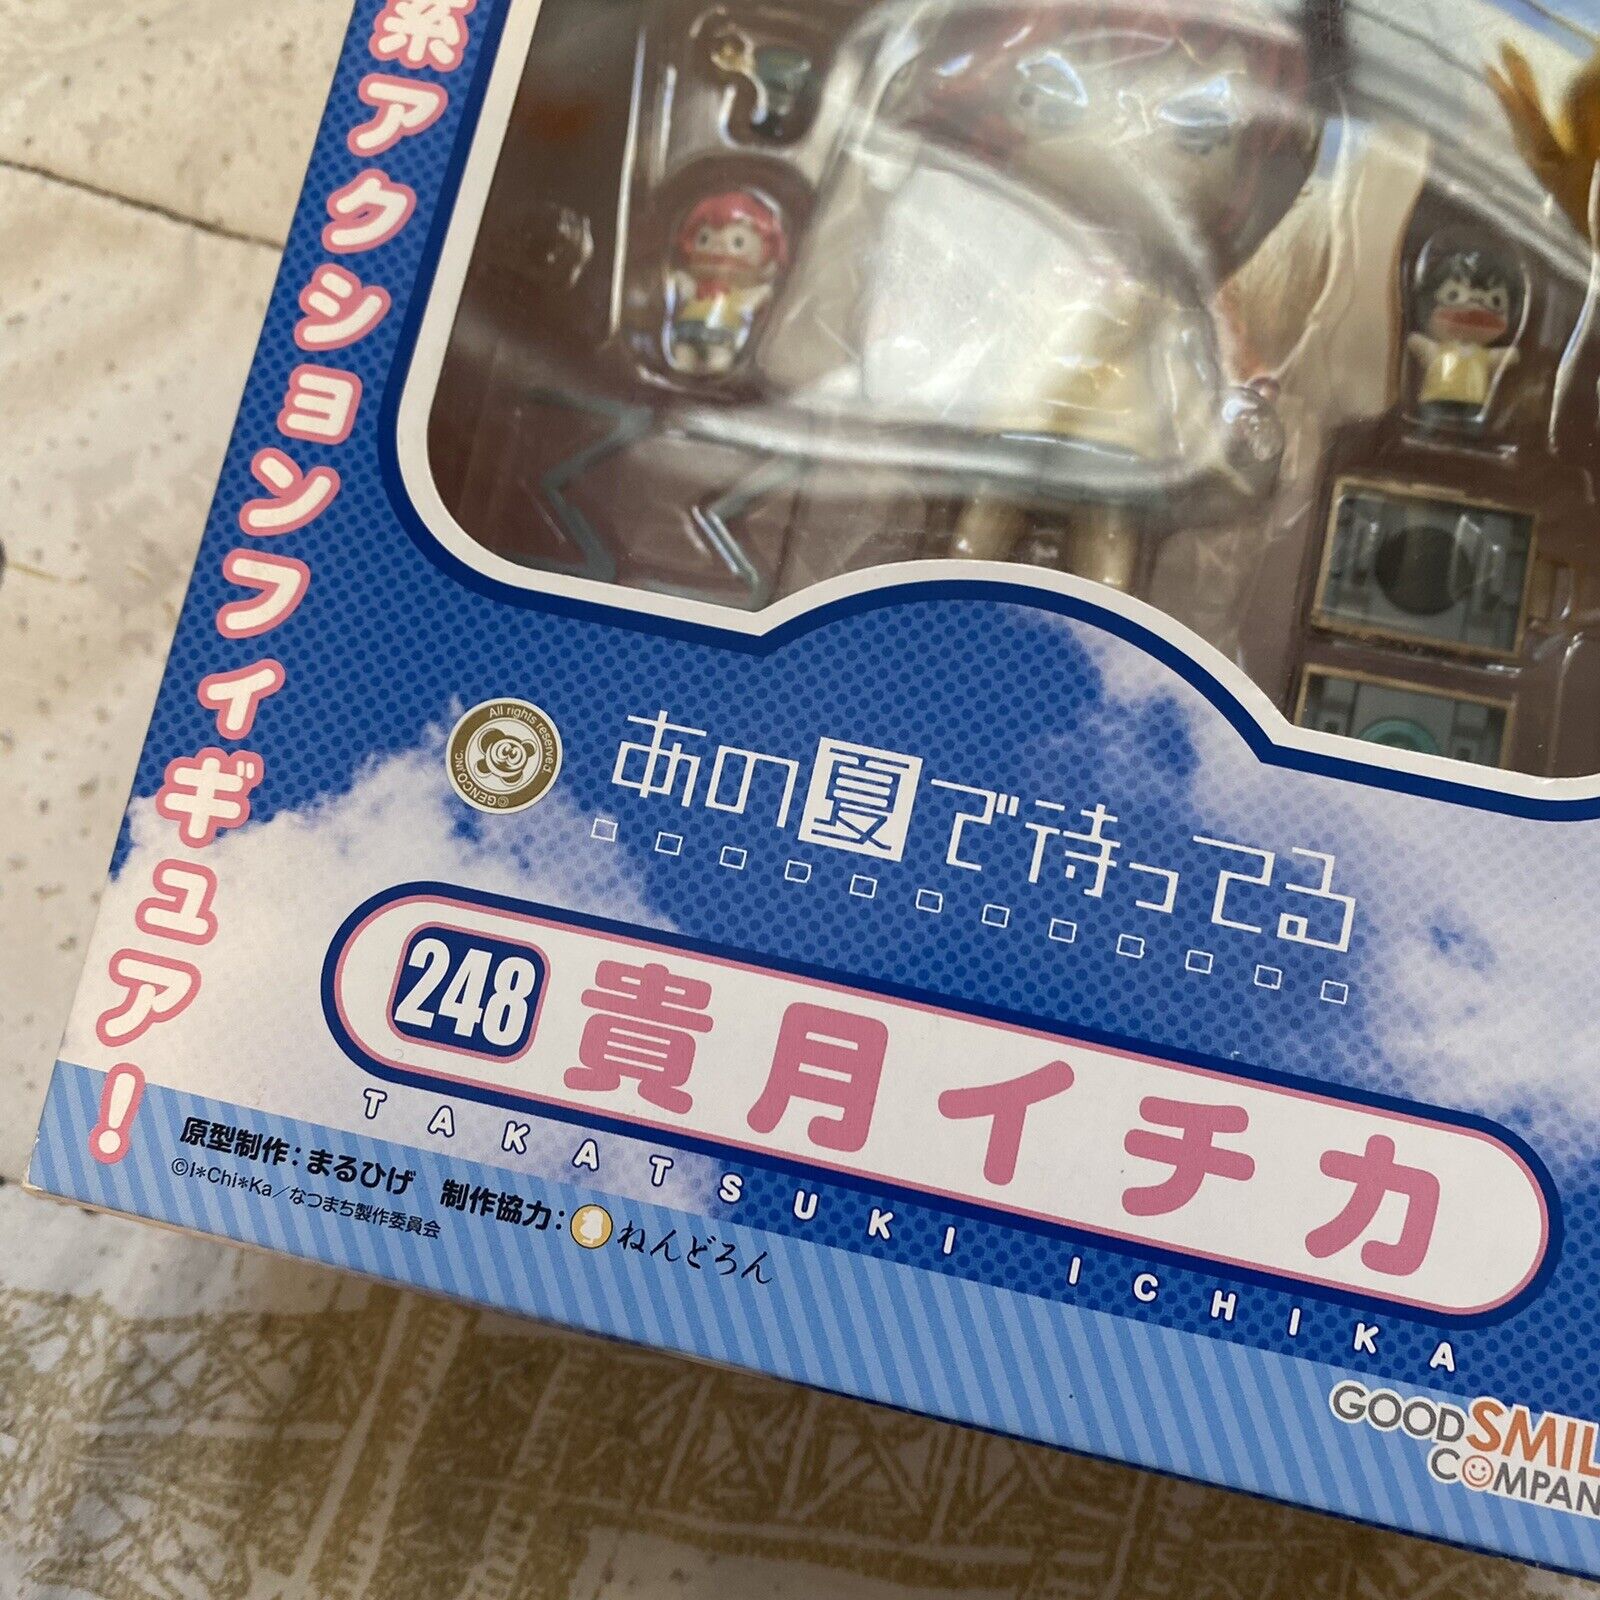 系アクションフィギュア!
All rights reserved.
©GENCO INC.
あの夏で待ってる
248 貴月イチカ
TAKATSUKI ICHIKA
原型制作:まるひげ 制作協力: ねんどろん
©I*Chi*Ka/なつまち製作委員会
GOOD SMIL
COMPAN